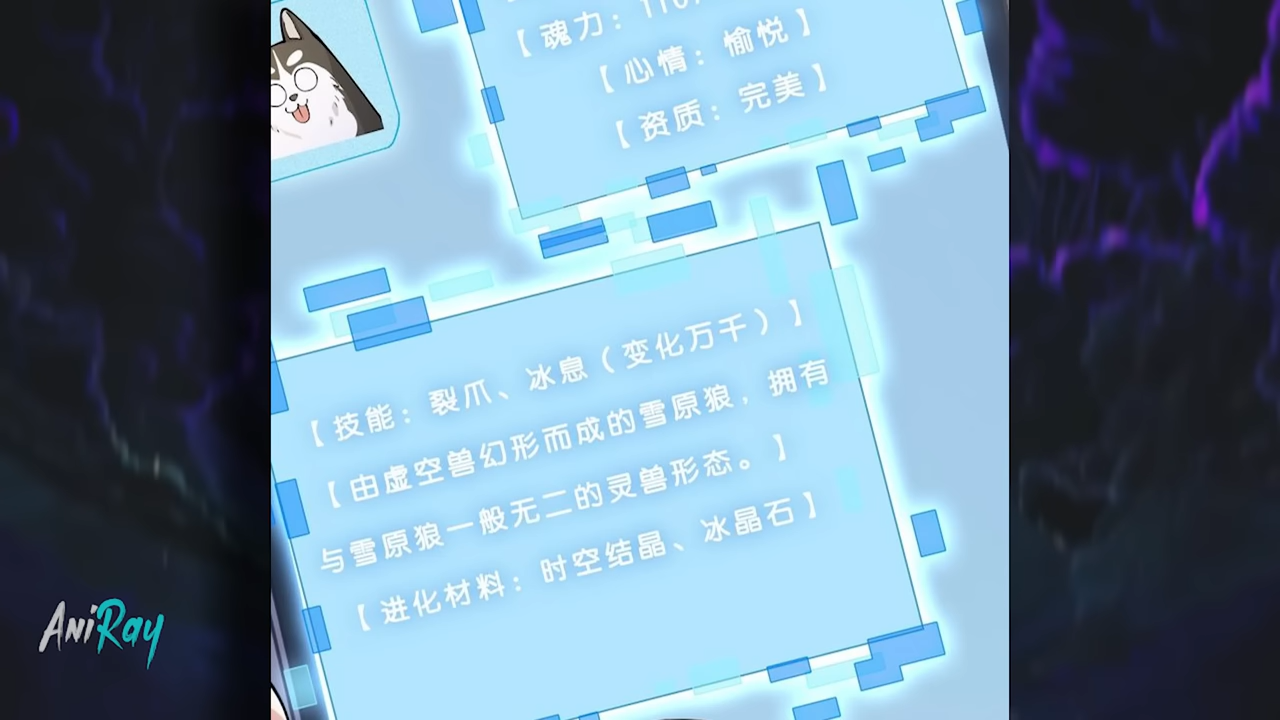 【魂力：
【心情：愉悦】
【资质：完美】
【技能：裂爪、冰息（变化万千）】
【由虚空兽幻形而成的雪原狼，拥有
与雪原狼一般无二的灵兽形态。】
【进化材料：时空结晶、冰晶石】
AniRay